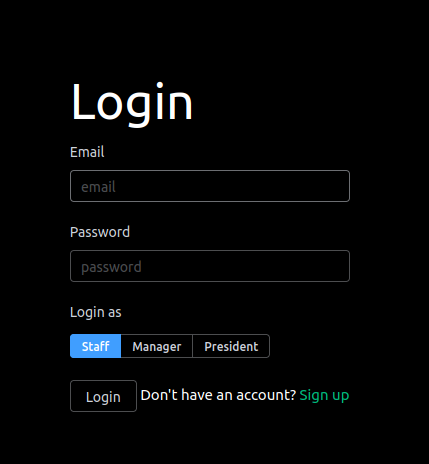 Login
Email
email
Password
password
Login as
Staff Manager President
Login Don't have an account? Sign up